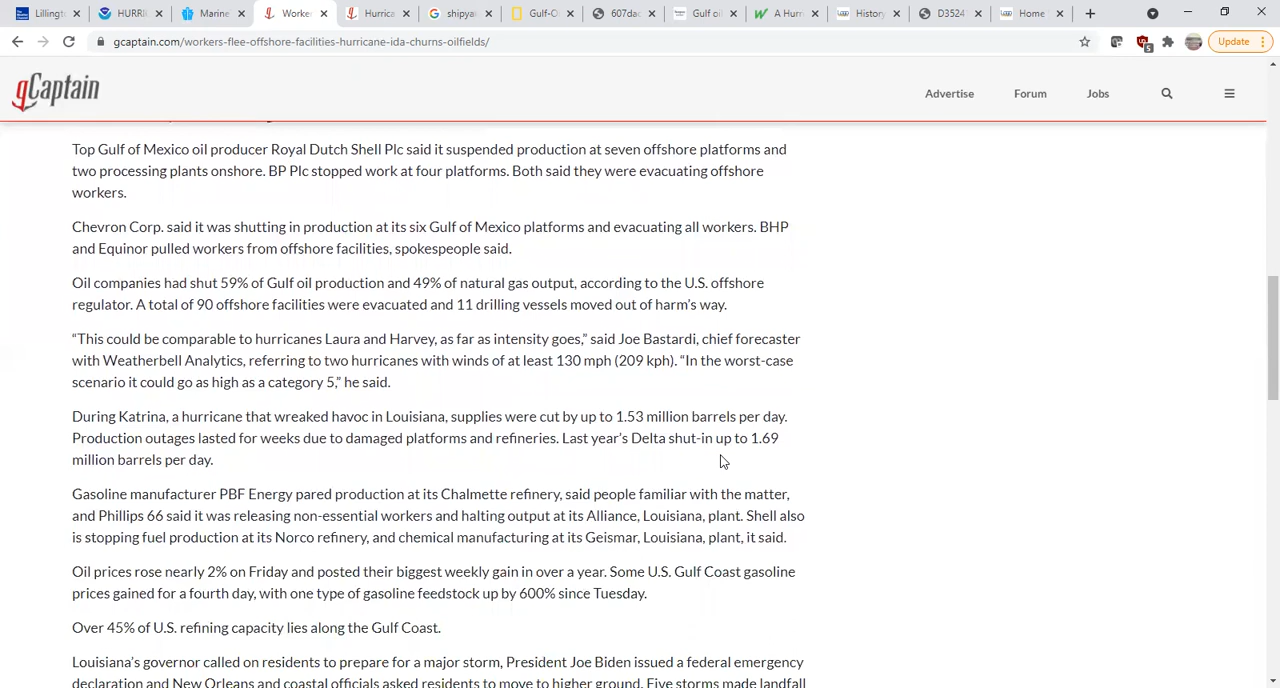 Lillingt
HURRI
Marine
Worke
Hurrica
shipya
Gulf-O
607dac
Gulf oil
A Hurr
History
D3524
Home
gcaptain.com/workers-flee-offshore-facilities-hurricane-ida-churns-oilfields/
5
Update
gCaptain
Advertise
Forum
Jobs
Top Gulf of Mexico oil producer Royal Dutch Shell Plc said it suspended production at seven offshore platforms and
two processing plants onshore. BP Plc stopped work at four platforms. Both said they were evacuating offshore
workers.
Chevron Corp. said it was shutting in production at its six Gulf of Mexico platforms and evacuating all workers. BHP
and Equinor pulled workers from offshore facilities, spokespeople said.
Oil companies had shut 59% of Gulf oil production and 49% of natural gas output, according to the U.S. offshore
regulator. A total of 90 offshore facilities were evacuated and 11 drilling vessels moved out of harm’s way.
“This could be comparable to hurricanes Laura and Harvey, as far as intensity goes,” said Joe Bastardi, chief forecaster
with Weatherbell Analytics, referring to two hurricanes with winds of at least 130 mph (209 kph). “In the worst-case
scenario it could go as high as a category 5,” he said.
During Katrina, a hurricane that wreaked havoc in Louisiana, supplies were cut by up to 1.53 million barrels per day.
Production outages lasted for weeks due to damaged platforms and refineries. Last year’s Delta shut-in up to 1.69
million barrels per day.
Gasoline manufacturer PBF Energy pared production at its Chalmette refinery, said people familiar with the matter,
and Phillips 66 said it was releasing non-essential workers and halting output at its Alliance, Louisiana, plant. Shell also
is stopping fuel production at its Norco refinery, and chemical manufacturing at its Geismar, Louisiana, plant, it said.
Oil prices rose nearly 2% on Friday and posted their biggest weekly gain in over a year. Some U.S. Gulf Coast gasoline
prices gained for a fourth day, with one type of gasoline feedstock up by 600% since Tuesday.
Over 45% of U.S. refining capacity lies along the Gulf Coast.
Louisiana’s governor called on residents to prepare for a major storm, President Joe Biden issued a federal emergency
declaration and New Orleans and coastal officials asked residents to move to higher ground. Five storms made landfall